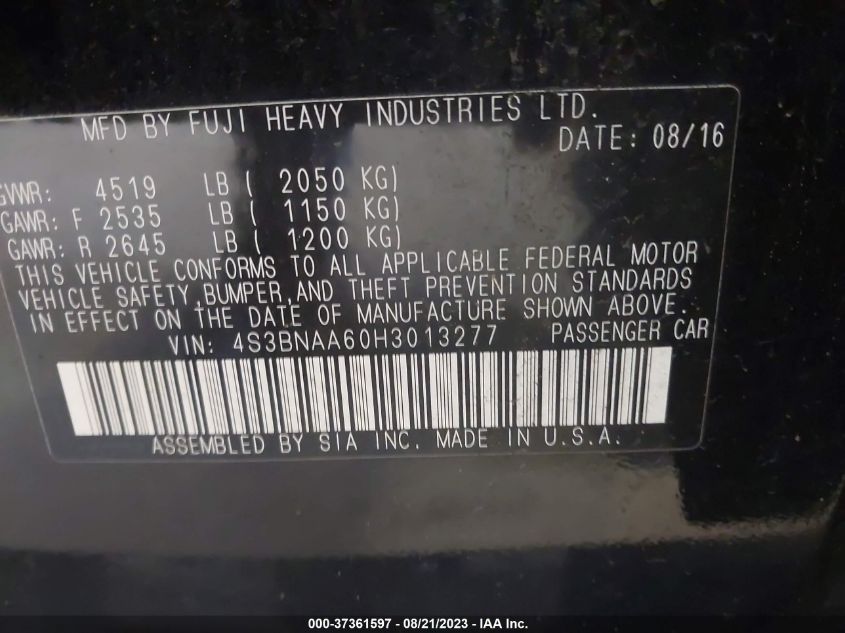 MFD BY FUJI HEAVY INDUSTRIES LTD.
DATE: 08/16
GVWR: 4519 LB ( 2050 KG)
GAWR: F 2535 LB ( 1150 KG)
GAWR: R 2645 LB ( 1200 KG)
THIS VEHICLE CONFORMS TO ALL APPLICABLE FEDERAL MOTOR
VEHICLE SAFETY,BUMPER,AND THEFT PREVENTION STANDARDS
IN EFFECT ON THE DATE OF MANUFACTURE SHOWN ABOVE.
VIN: 4S3BNAA60H3013277 PASSENGER CAR
ASSEMBLED BY SIA INC. MADE IN U.S.A.
000-37361597 - 08/21/2023 - IAA Inc.